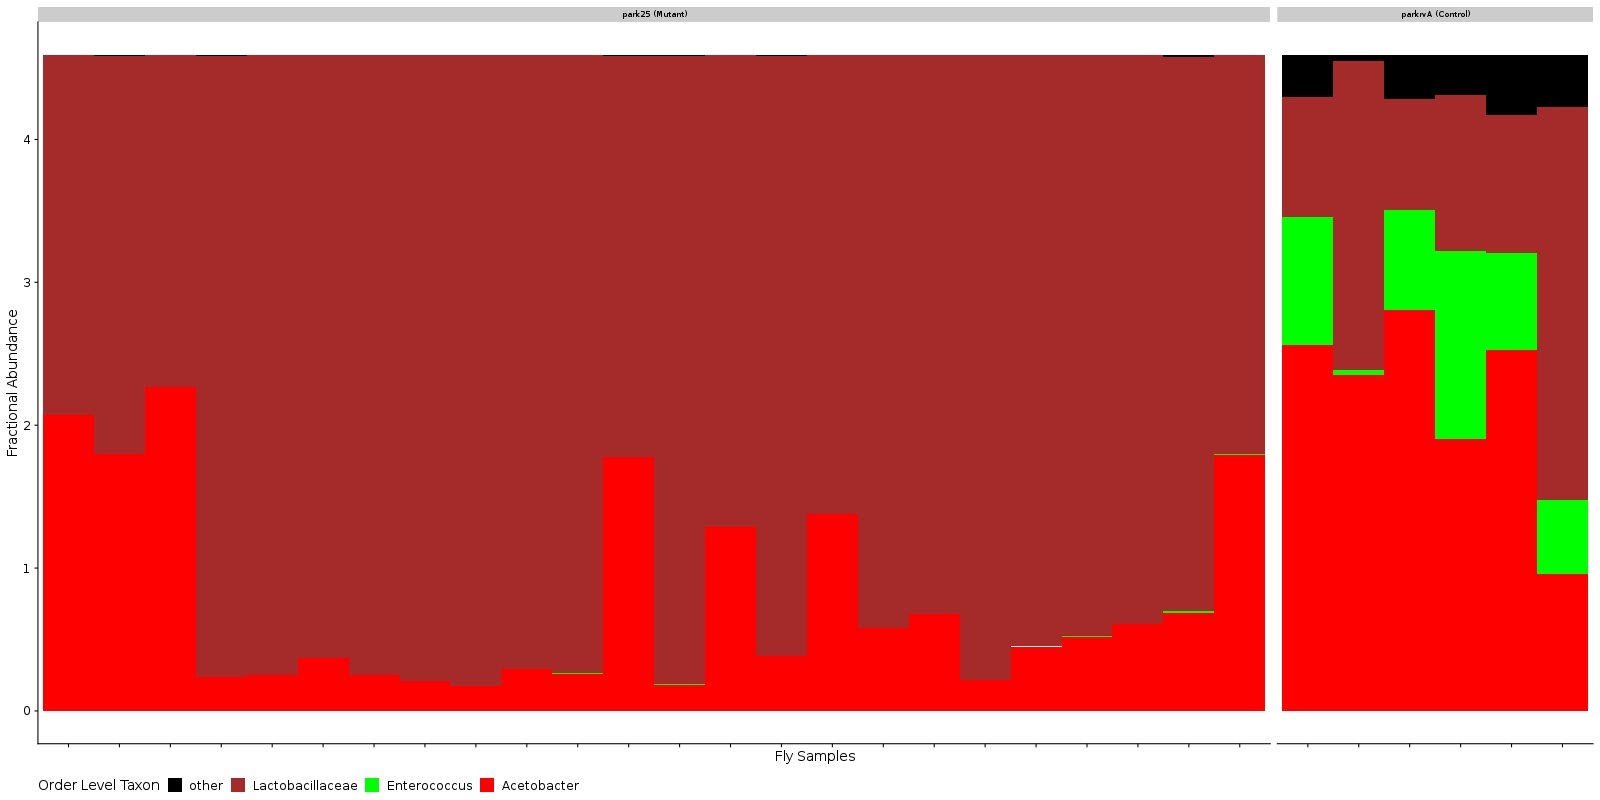 park25 (Mutant)
parkrvA (Control)
4
3
2
1
0
Fractional Abundance
Fly Samples
Order Level Taxon other Lactobacillaceae Enterococcus Acetobacter